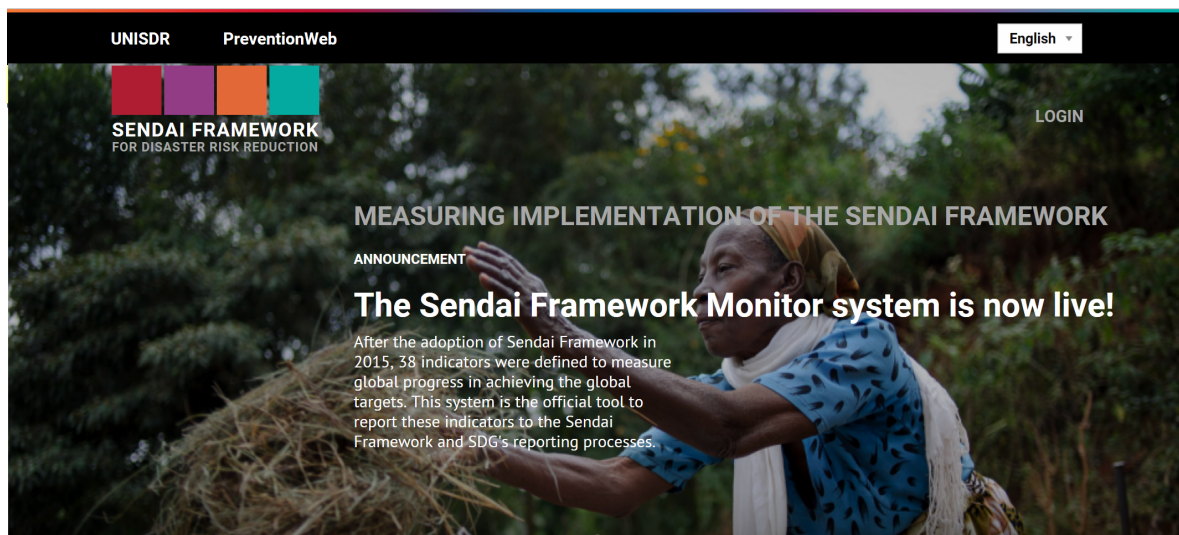 UNISDR
PreventionWeb
English
SENDAI FRAMEWORK
FOR DISASTER RISK REDUCTION
LOGIN
MEASURING IMPLEMENTATION OF THE SENDAI FRAMEWORK
ANNOUNCEMENT
The Sendai Framework Monitor system is now live!
After the adoption of Sendai Framework in
2015, 38 indicators were defined to measure
global progress in achieving the global
targets. This system is the official tool to
report these indicators to the Sendai
Framework and SDG's reporting processes.